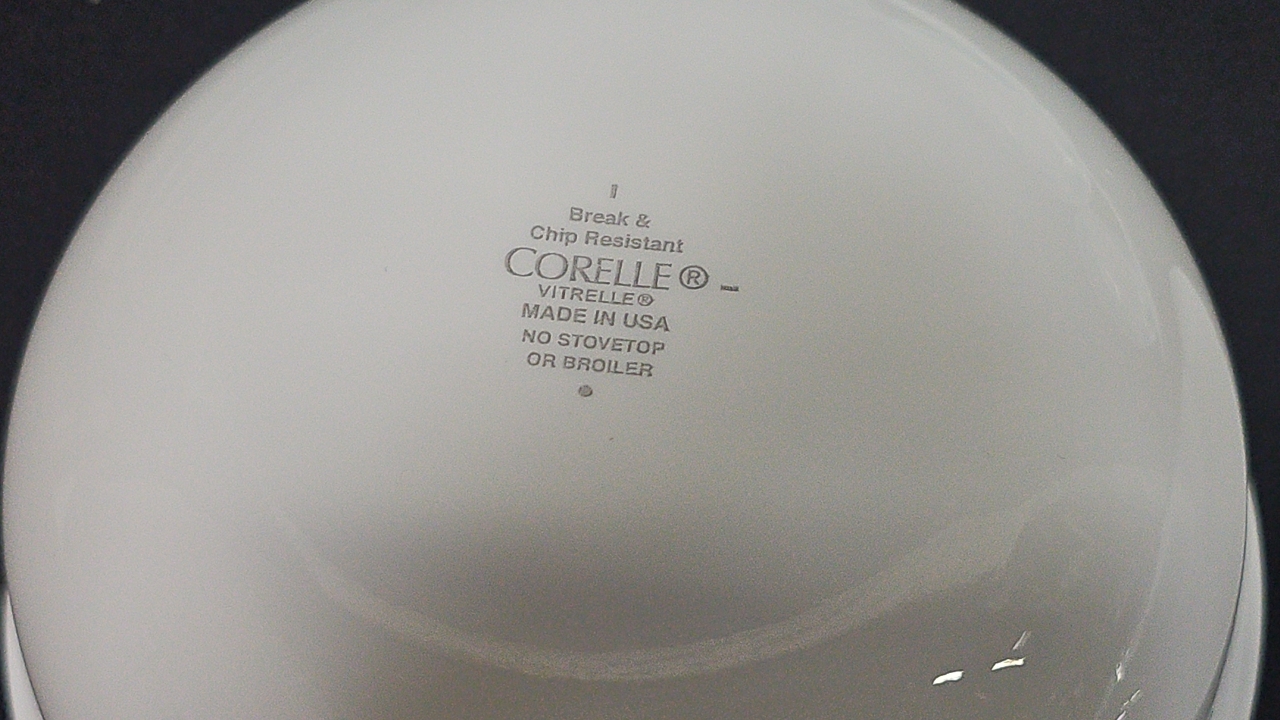 Break &
Chip Resistant
CORELLE®
VITRELLE®
MADE IN USA
NO STOVETOP
OR BROILER